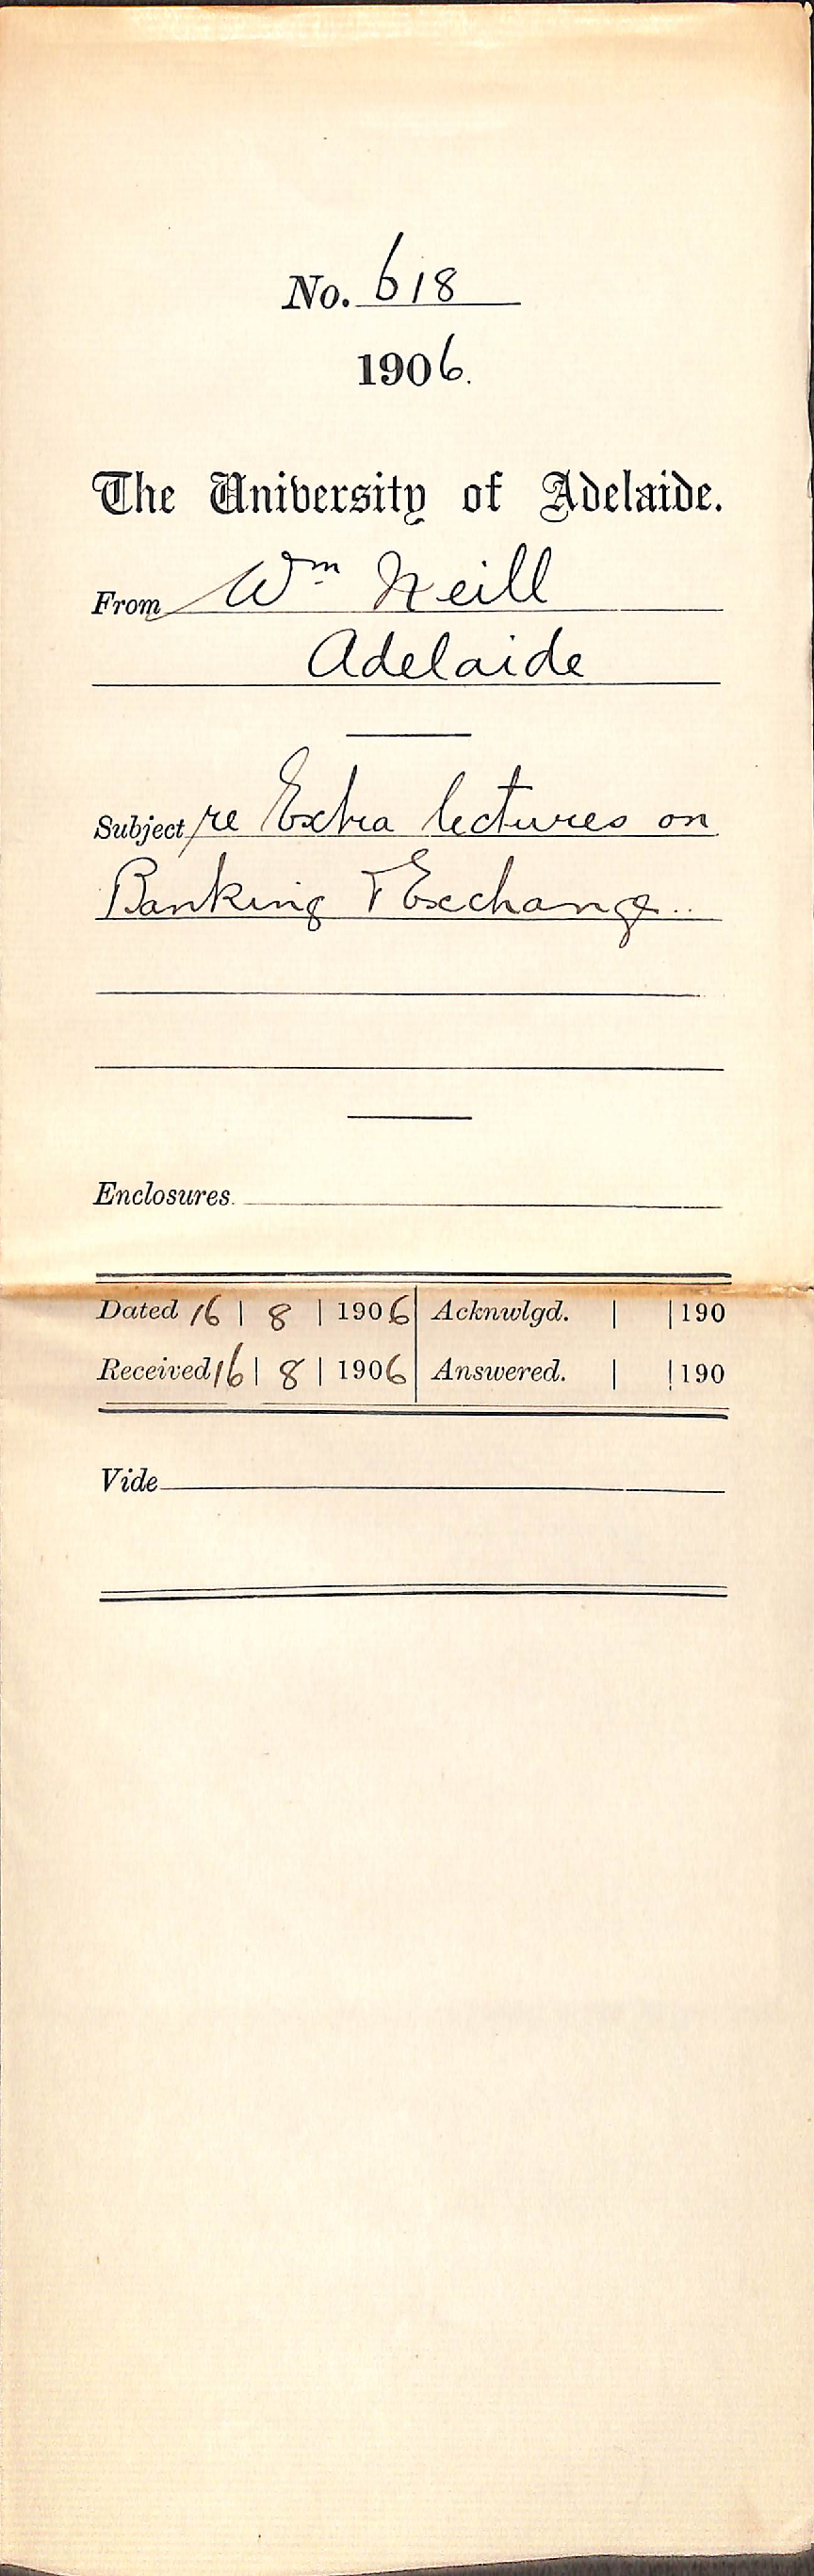 No. 618
1906.
The University of Adelaide.
From Wm Neill
Adelaide
Subject re Extra lectures on
Banking & Exchange..
Enclosures.
Dated 16 | 8 | 1906 | Acknwlgd. | | 190
Received 16 | 8 | 1906 | Answered. | | 190
Vide